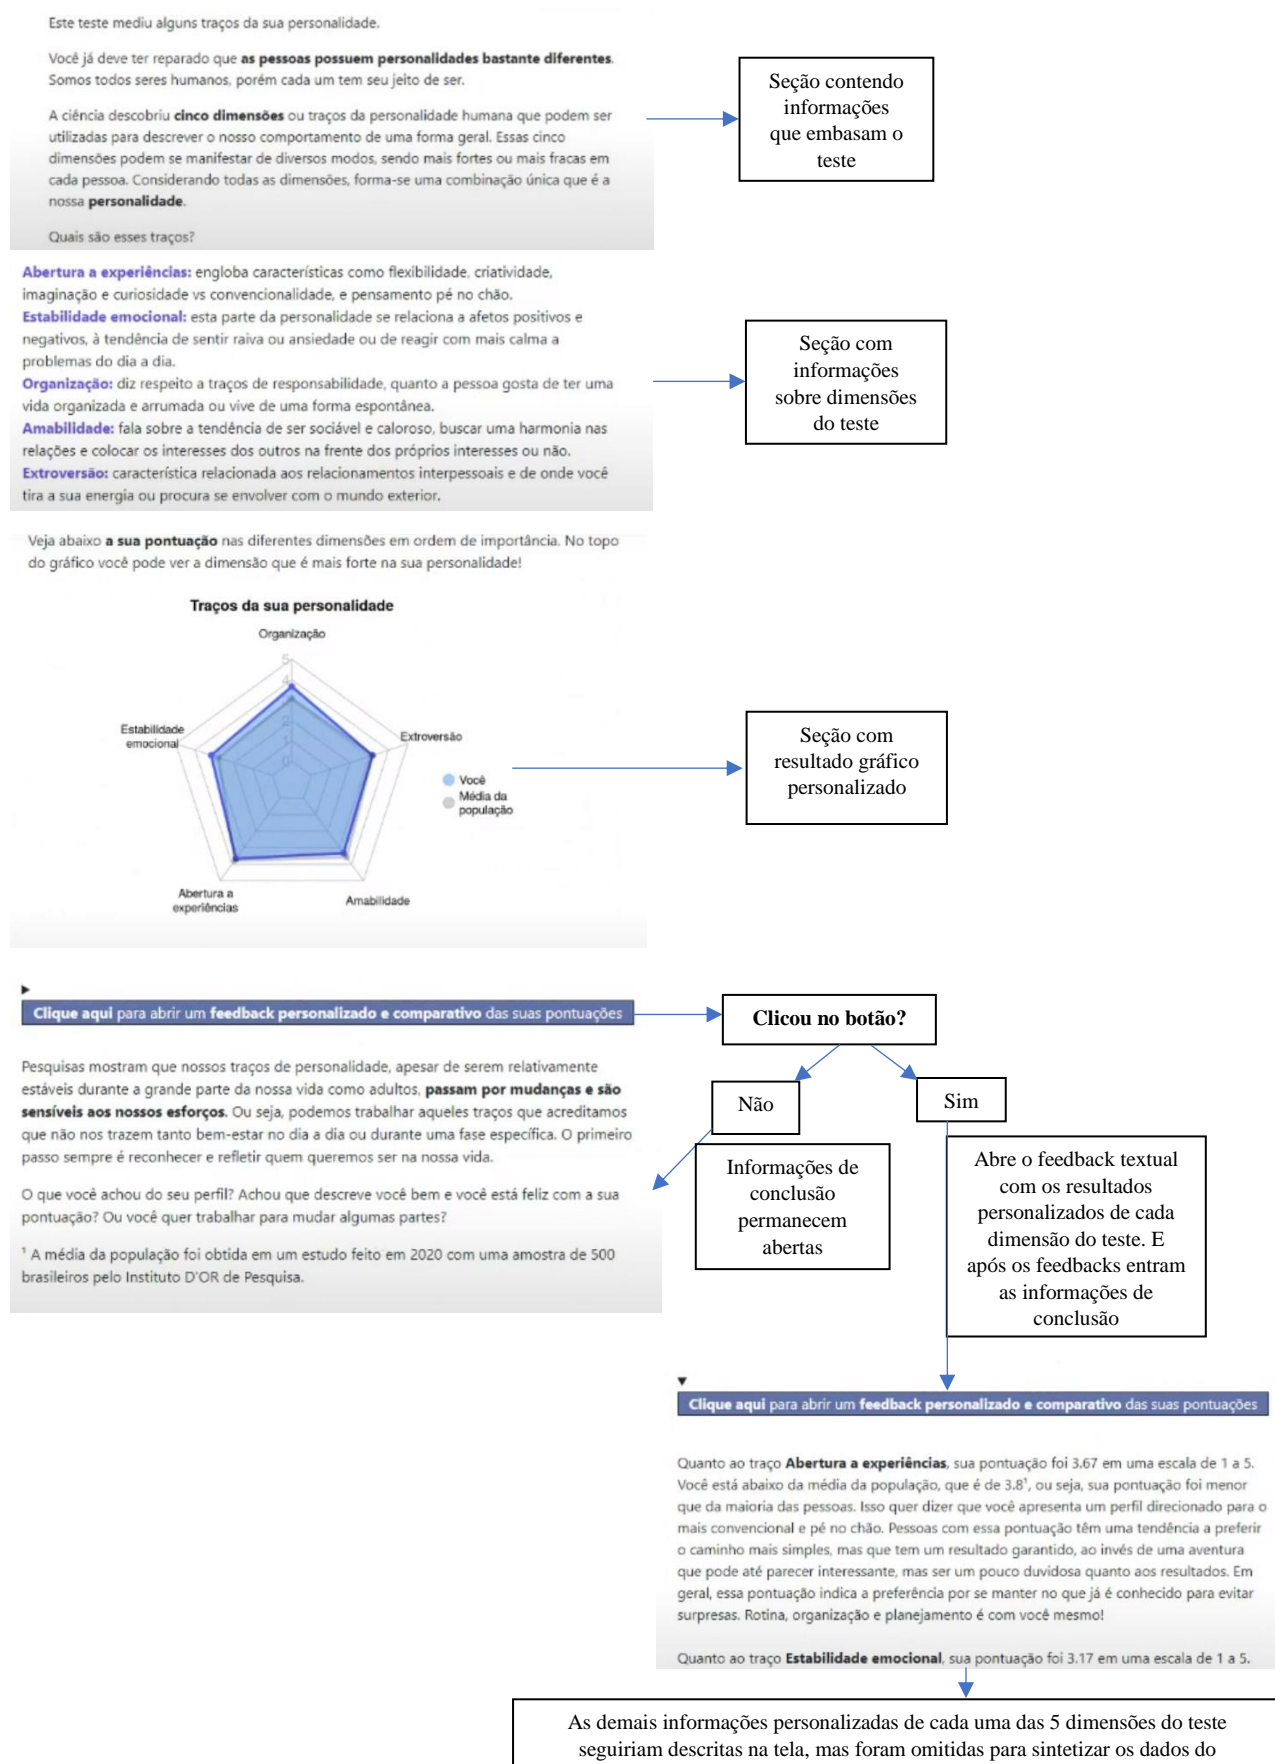 Este teste mediu alguns traços da sua personalidade.
Você já deve ter reparado que as pessoas possuem personalidades bastante diferentes.
Somos todos seres humanos, porém cada um tem seu jeito de ser.
A ciência descobriu cinco dimensões ou traços da personalidade humana que podem ser
utilizadas para descrever o nosso comportamento de uma forma geral. Essas cinco
dimensões podem se manifestar de diversos modos, sendo mais fortes ou mais fracas em
cada pessoa. Considerando todas as dimensões, forma-se uma combinação única que é a
nossa personalidade.
Quais são esses traços?
Seção contendo
informações
que embasam o
teste
Abertura a experiências: engloba características como flexibilidade, criatividade,
imaginação e curiosidade vs convencionalidade, e pensamento pé no chão.
Estabilidade emocional: esta parte da personalidade se relaciona a afetos positivos e
negativos, à tendência de sentir raiva ou ansiedade ou de reagir com mais calma a
problemas do dia a dia.
Organização: diz respeito a traços de responsabilidade, quanto a pessoa gosta de ter uma
vida organizada e arrumada ou vive de uma forma espontânea.
Amabilidade: fala sobre a tendência de ser sociável e caloroso, buscar uma harmonia nas
relações e colocar os interesses dos outros na frente dos próprios interesses ou não.
Extroversão: característica relacionada aos relacionamentos interpessoais e de onde você
tira a sua energia ou procura se envolver com o mundo exterior.
Seção com
informações
sobre dimensões
do teste
Veja abaixo a sua pontuação nas diferentes dimensões em ordem de importância. No topo
do gráfico você pode ver a dimensão que é mais forte na sua personalidade!
Traços da sua personalidade
Organização
5
4
3
2
1
0
Estabilidade
emocional
Extroversão
Você
Média da
população
Abertura a
experiências
Amabilidade
Seção com
resultado gráfico
personalizado
Clique aqui para abrir um feedback personalizado e comparativo das suas pontuações
Clicou no botão?
Não
Sim
Pesquisas mostram que nossos traços de personalidade, apesar de serem relativamente
estáveis durante a grande parte da nossa vida como adultos, passam por mudanças e são
sensíveis aos nossos esforços. Ou seja, podemos trabalhar aqueles traços que acreditamos
que não nos trazem tanto bem-estar no dia a dia ou durante uma fase específica. O primeiro
passo sempre é reconhecer e refletir quem queremos ser na nossa vida.
O que você achou do seu perfil? Achou que descreve você bem e você está feliz com a sua
pontuação? Ou você quer trabalhar para mudar algumas partes?
¹ A média da população foi obtida em um estudo feito em 2020 com uma amostra de 500
brasileiros pelo Instituto D'OR de Pesquisa.
Informações de
conclusão
permanecem
abertas
Abre o feedback textual
com os resultados
personalizados de cada
dimensão do teste. E
após os feedbacks entram
as informações de
conclusão
Clique aqui para abrir um feedback personalizado e comparativo das suas pontuações
Quanto ao traço Abertura a experiências, sua pontuação foi 3.67 em uma escala de 1 a 5.
Você está abaixo da média da população, que é de 3.8¹, ou seja, sua pontuação foi menor
que da maioria das pessoas. Isso quer dizer que você apresenta um perfil direcionado para o
mais convencional e pé no chão. Pessoas com essa pontuação têm uma tendência a preferir
o caminho mais simples, mas que tem um resultado garantido, ao invés de uma aventura
que pode até parecer interessante, mas ser um pouco duvidosa quanto aos resultados. Em
geral, essa pontuação indica a preferência por se manter no que já é conhecido para evitar
surpresas. Rotina, organização e planejamento é com você mesmo!
Quanto ao traço Estabilidade emocional, sua pontuação foi 3.17 em uma escala de 1 a 5.
As demais informações personalizadas de cada uma das 5 dimensões do teste
seguiriam descritas na tela, mas foram omitidas para sintetizar os dados do